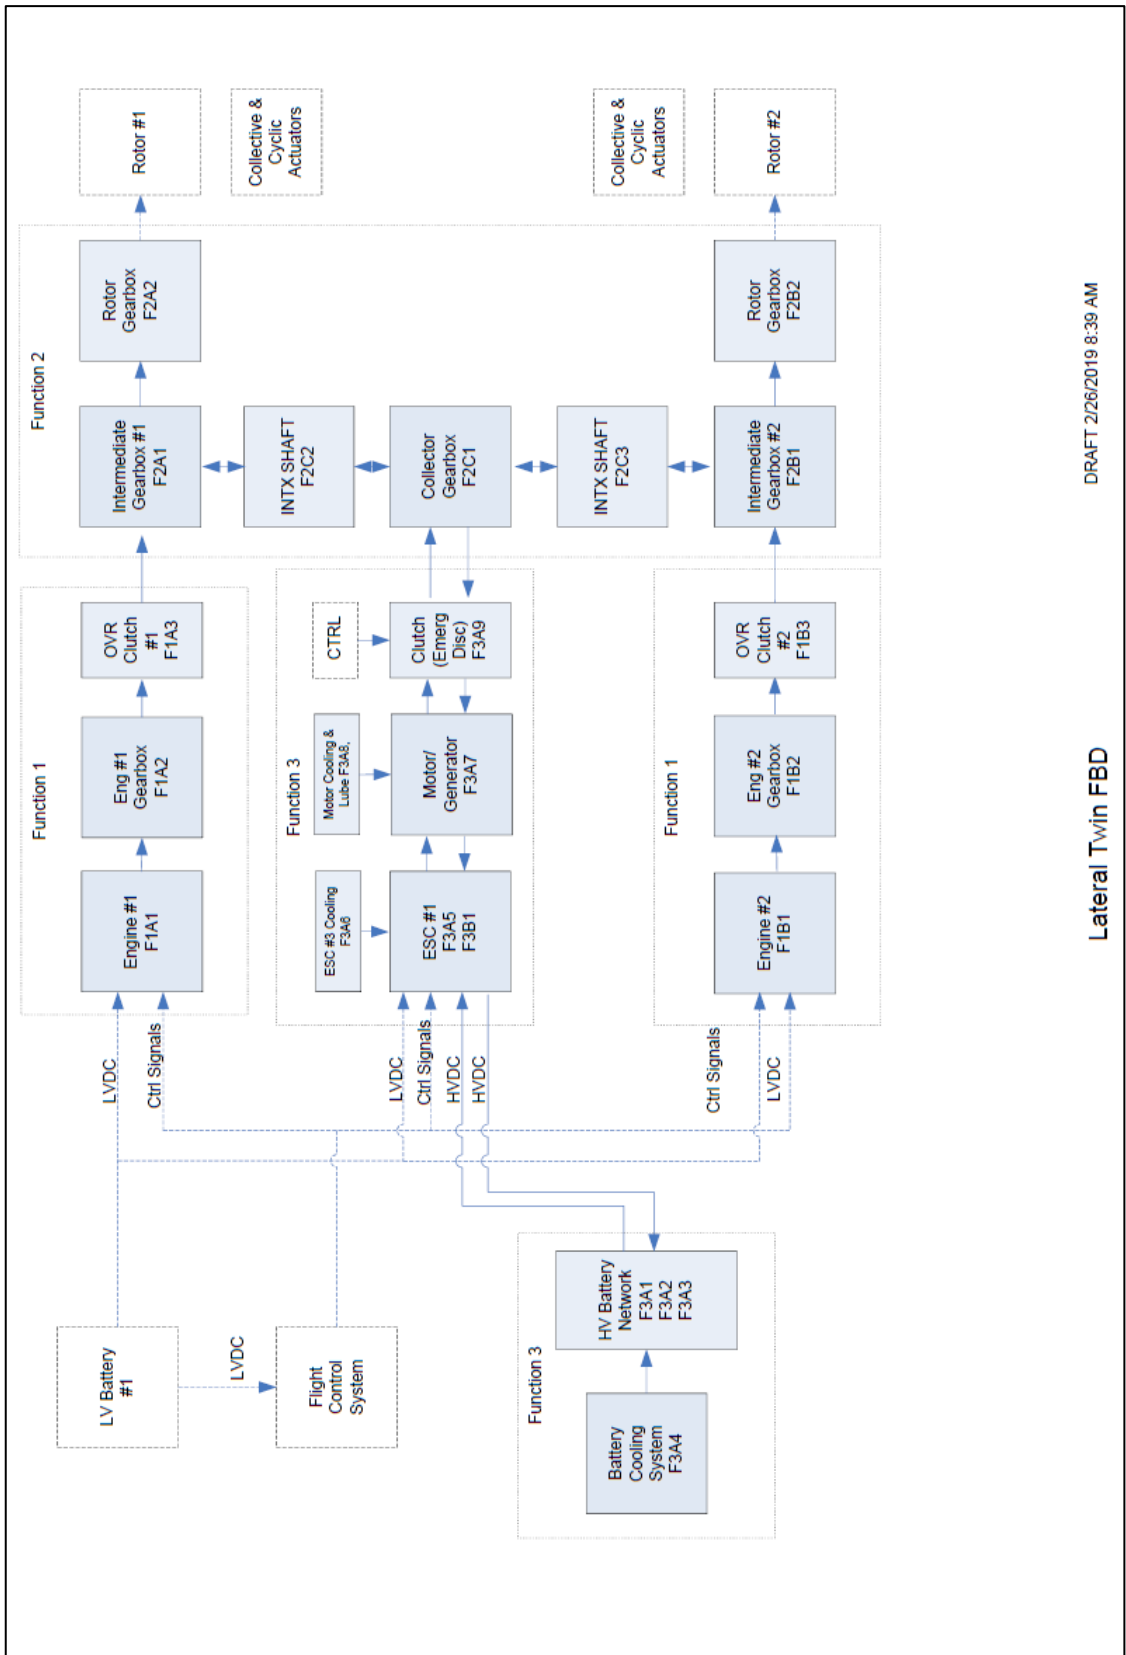 LV Battery
#1
LVDC
Flight
Control
System
Function 3
Battery
Cooling
System
F3A4
HV Battery
Network
F3A1
F3A2
F3A3
LVDC
Ctrl Signals
LVDC
Ctrl Signals
HVDC
HVDC
Ctrl Signals
LVDC
Function 1
Engine #1
F1A1
Eng #1
Gearbox
F1A2
OVR
Clutch
#1
F1A3
Function 3
ESC #3 Cooling
F3A6
Motor Cooling &
Lube F3A8,
CTRL
ESC #1
F3A5
F3B1
Motor/
Generator
F3A7
Clutch
(Emerg
Disc)
F3A9
Function 1
Engine #2
F1B1
Eng #2
Gearbox
F1B2
OVR
Clutch
#2
F1B3
Function 2
Intermediate
Gearbox #1
F2A1
Rotor
Gearbox
F2A2
INTX SHAFT
F2C2
Collector
Gearbox
F2C1
INTX SHAFT
F2C3
Intermediate
Gearbox #2
F2B1
Rotor
Gearbox
F2B2
Rotor #1
Collective &
Cyclic
Actuators
Collective &
Cyclic
Actuators
Rotor #2
Lateral Twin FBD
DRAFT 2/26/2019 8:39 AM